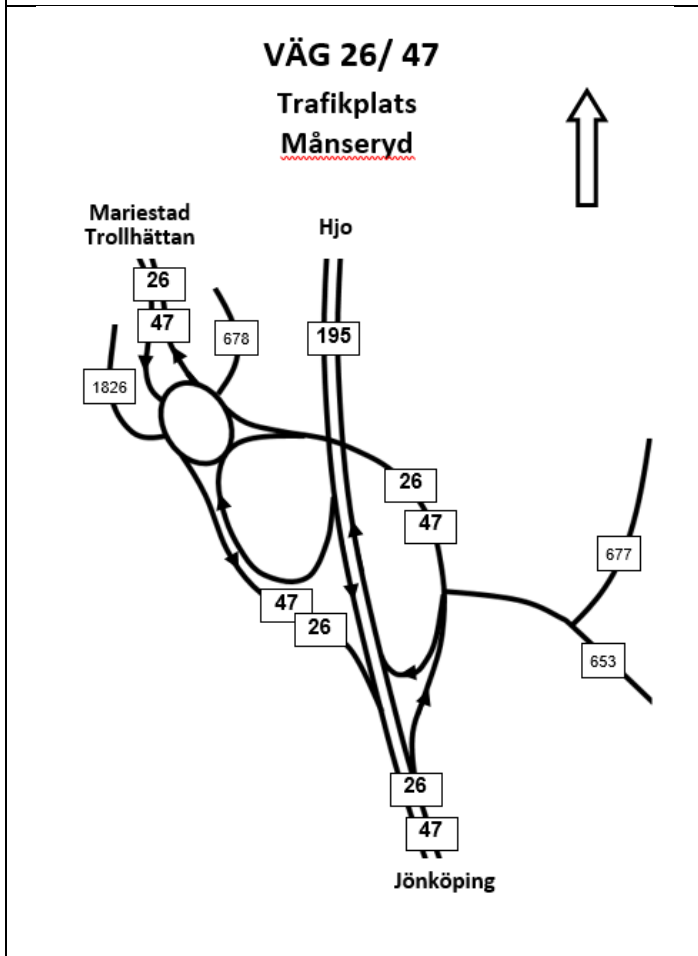 VÄG 26/ 47
Trafikplats
Månseryd
Mariestad
Trollhättan
Hjo
26
47
678
195
1826
26
47
677
47
26
653
26
47
Jönköping